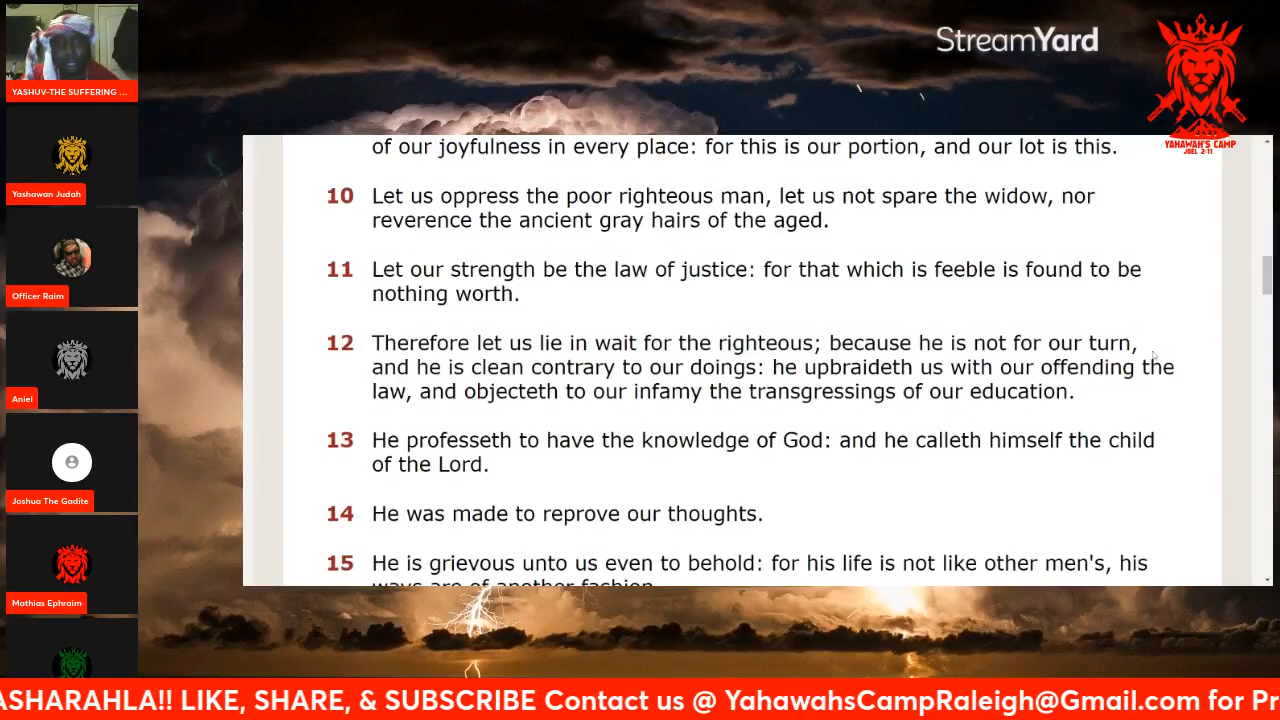 StreamYard
YAHAWAH'S CAMP
JOEL 2:11
YASHUV-THE SUFFERING ...
Yashawan Judah
Officer Raim
Aniel
Joshua The Gadite
Mathias Ephraim
of our joyfulness in every place: for this is our portion, and our lot is this.
10 Let us oppress the poor righteous man, let us not spare the widow, nor
reverence the ancient gray hairs of the aged.
11 Let our strength be the law of justice: for that which is feeble is found to be
nothing worth.
12 Therefore let us lie in wait for the righteous; because he is not for our turn,
and he is clean contrary to our doings: he upbraideth us with our offending the
law, and objecteth to our infamy the transgressings of our education.
13 He professeth to have the knowledge of God: and he calleth himself the child
of the Lord.
14 He was made to reprove our thoughts.
15 He is grievous unto us even to behold: for his life is not like other men's, his
ways are of another fashion
ASHARAHLA!! LIKE, SHARE, & SUBSCRIBE Contact us @ YahawahsCampRaleigh@Gmail.com for Pr